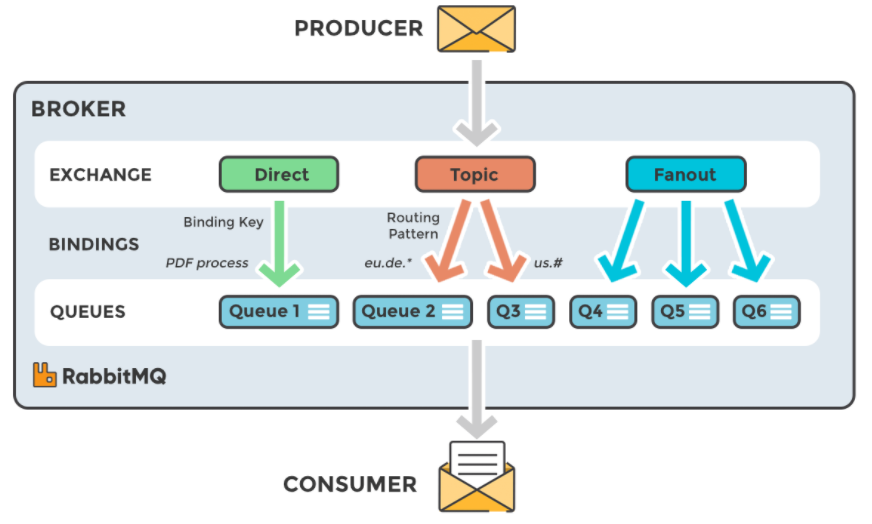 PRODUCER
BROKER
EXCHANGE
Direct
Topic
Fanout
BINDINGS
Binding Key
PDF process
Routing
Pattern
eu.de.*
us.#
QUEUES
Queue 1
Queue 2
Q3
Q4
Q5
Q6
RabbitMQ
CONSUMER